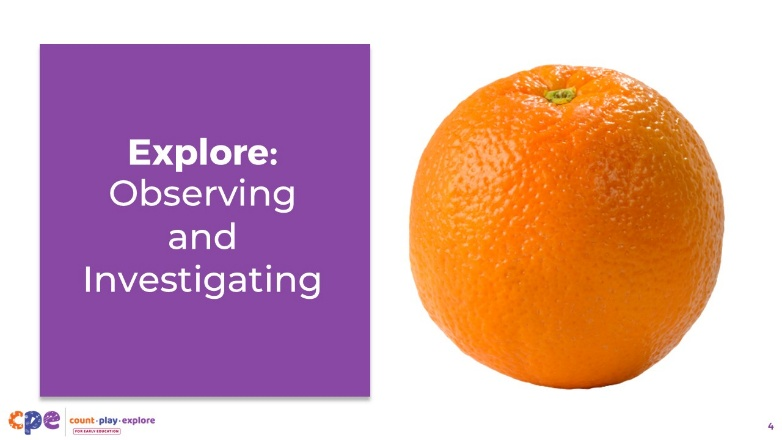 Explore:
Observing
and
Investigating
cpe
count·play·explore
FOR EARLY EDUCATION
4